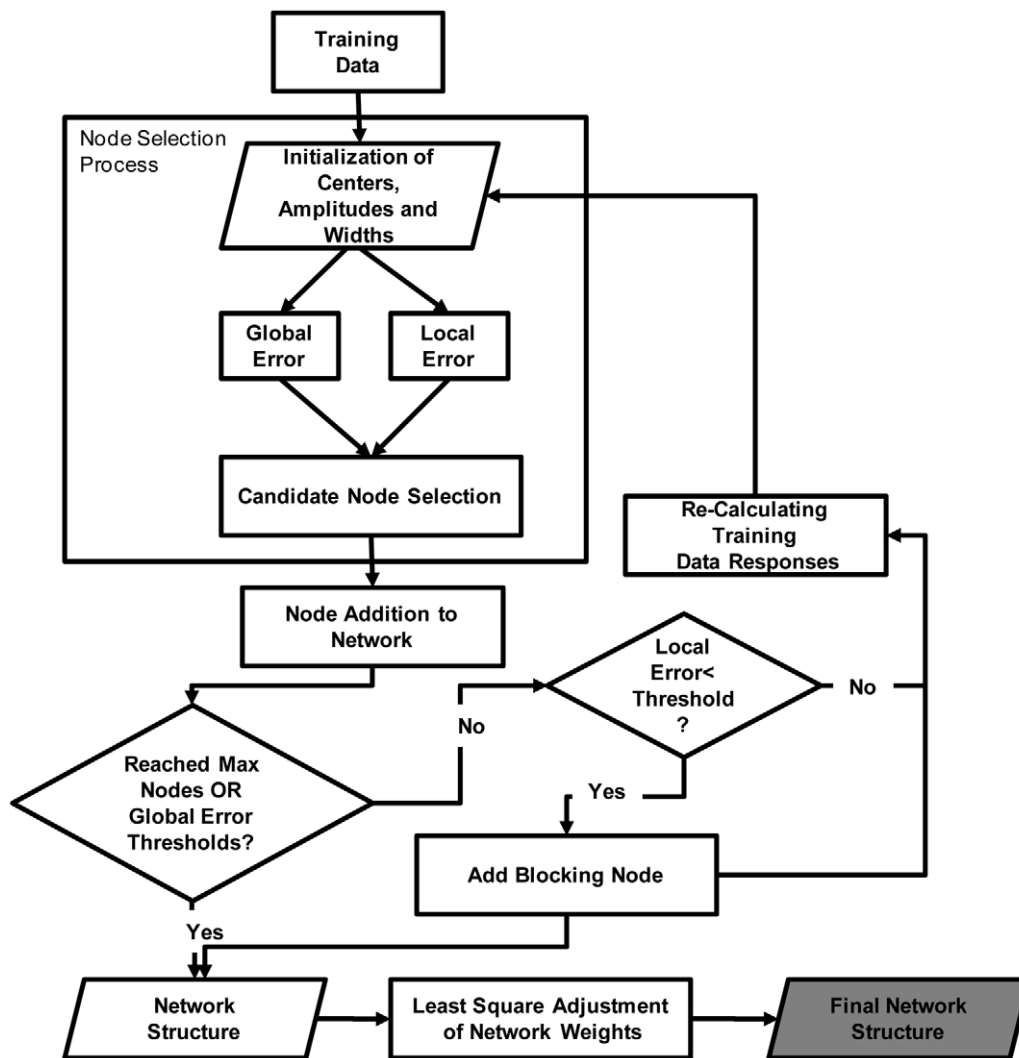 Training
Data
Node Selection
Process
Initialization of
Centers,
Amplitudes and
Widths
Global
Error
Local
Error
Candidate Node Selection
Re-Calculating
Training
Data Responses
Node Addition to
Network
Local
Error<
Threshold
?
No
No
Reached Max
Nodes OR
Global Error
Thresholds?
Yes
Add Blocking Node
Yes
Network
Structure
Least Square Adjustment
of Network Weights
Final Network
Structure